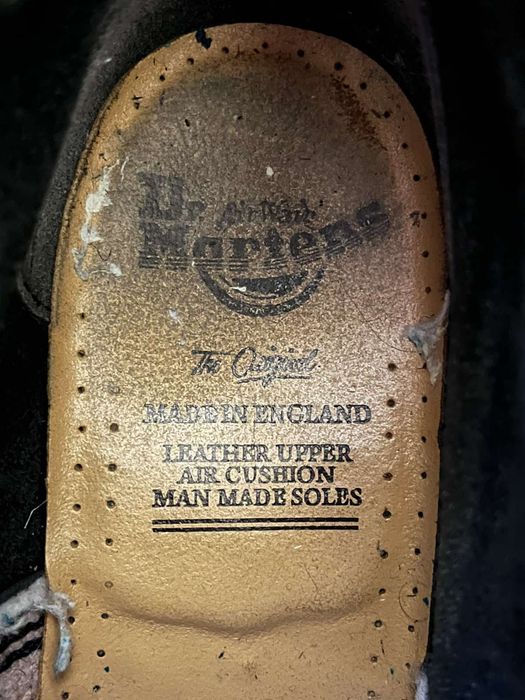 Dr. AirWair
Martens
The Original
MADE IN ENGLAND
LEATHER UPPER
AIR CUSHION
MAN MADE SOLES